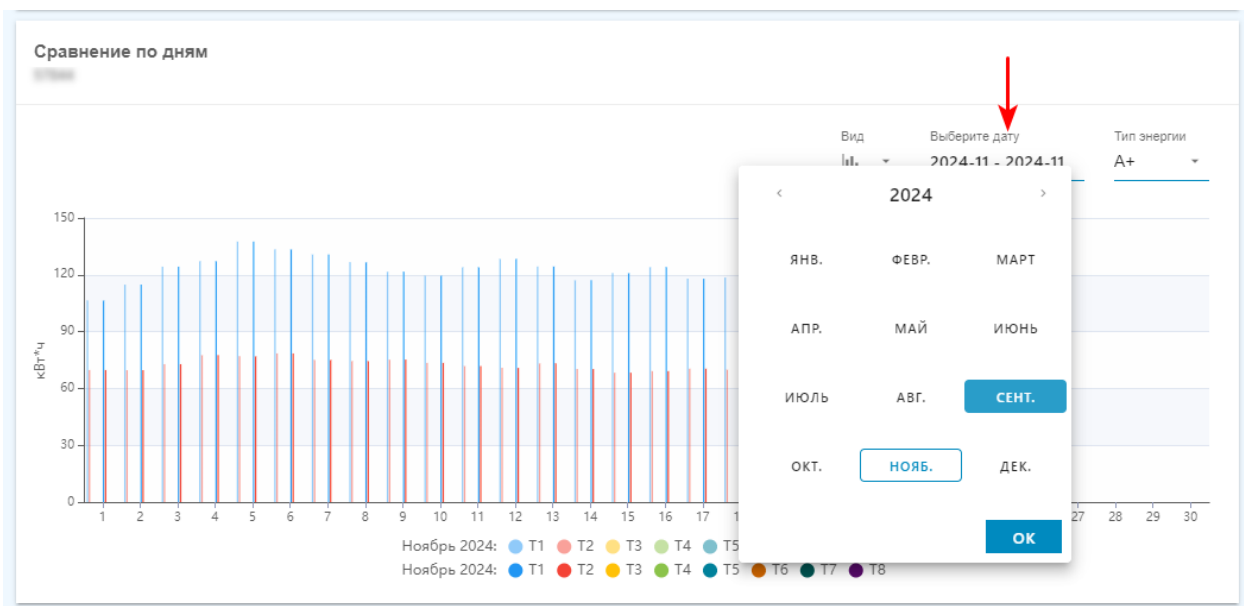 Сравнение по дням
Вид
Выберите дату
Тип энергии
2024-11 - 2024-11
A+
2024
ЯНВ. ФЕВР. МАРТ
АПР. МАЙ ИЮНЬ
ИЮЛЬ АВГ. СЕНТ.
ОКТ. НОЯБ. ДЕК.
ОК
кВт*ч
150
120
90
60
30
0
1 2 3 4 5 6 7 8 9 10 11 12 13 14 15 16 17 27 28 29 30
Ноябрь 2024: T1 T2 T3 T4 T5
Ноябрь 2024: T1 T2 T3 T4 T5 T6 T7 T8